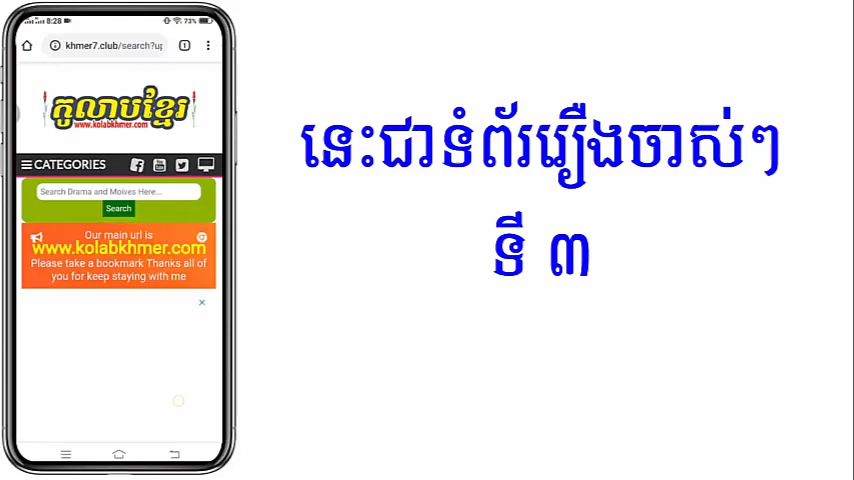 8:28
73%
khmer7.club/search?up
1
កូលាបខ្មែរ
www.kolabkhmer.com
CATEGORIES
Search Drama and Moives Here...
Search
Our main url is
www.kolabkhmer.com
Please take a bookmark Thanks all of
you for keep staying with me
នេះជាទំព័ររឿងចាស់ៗ
ទី ៣